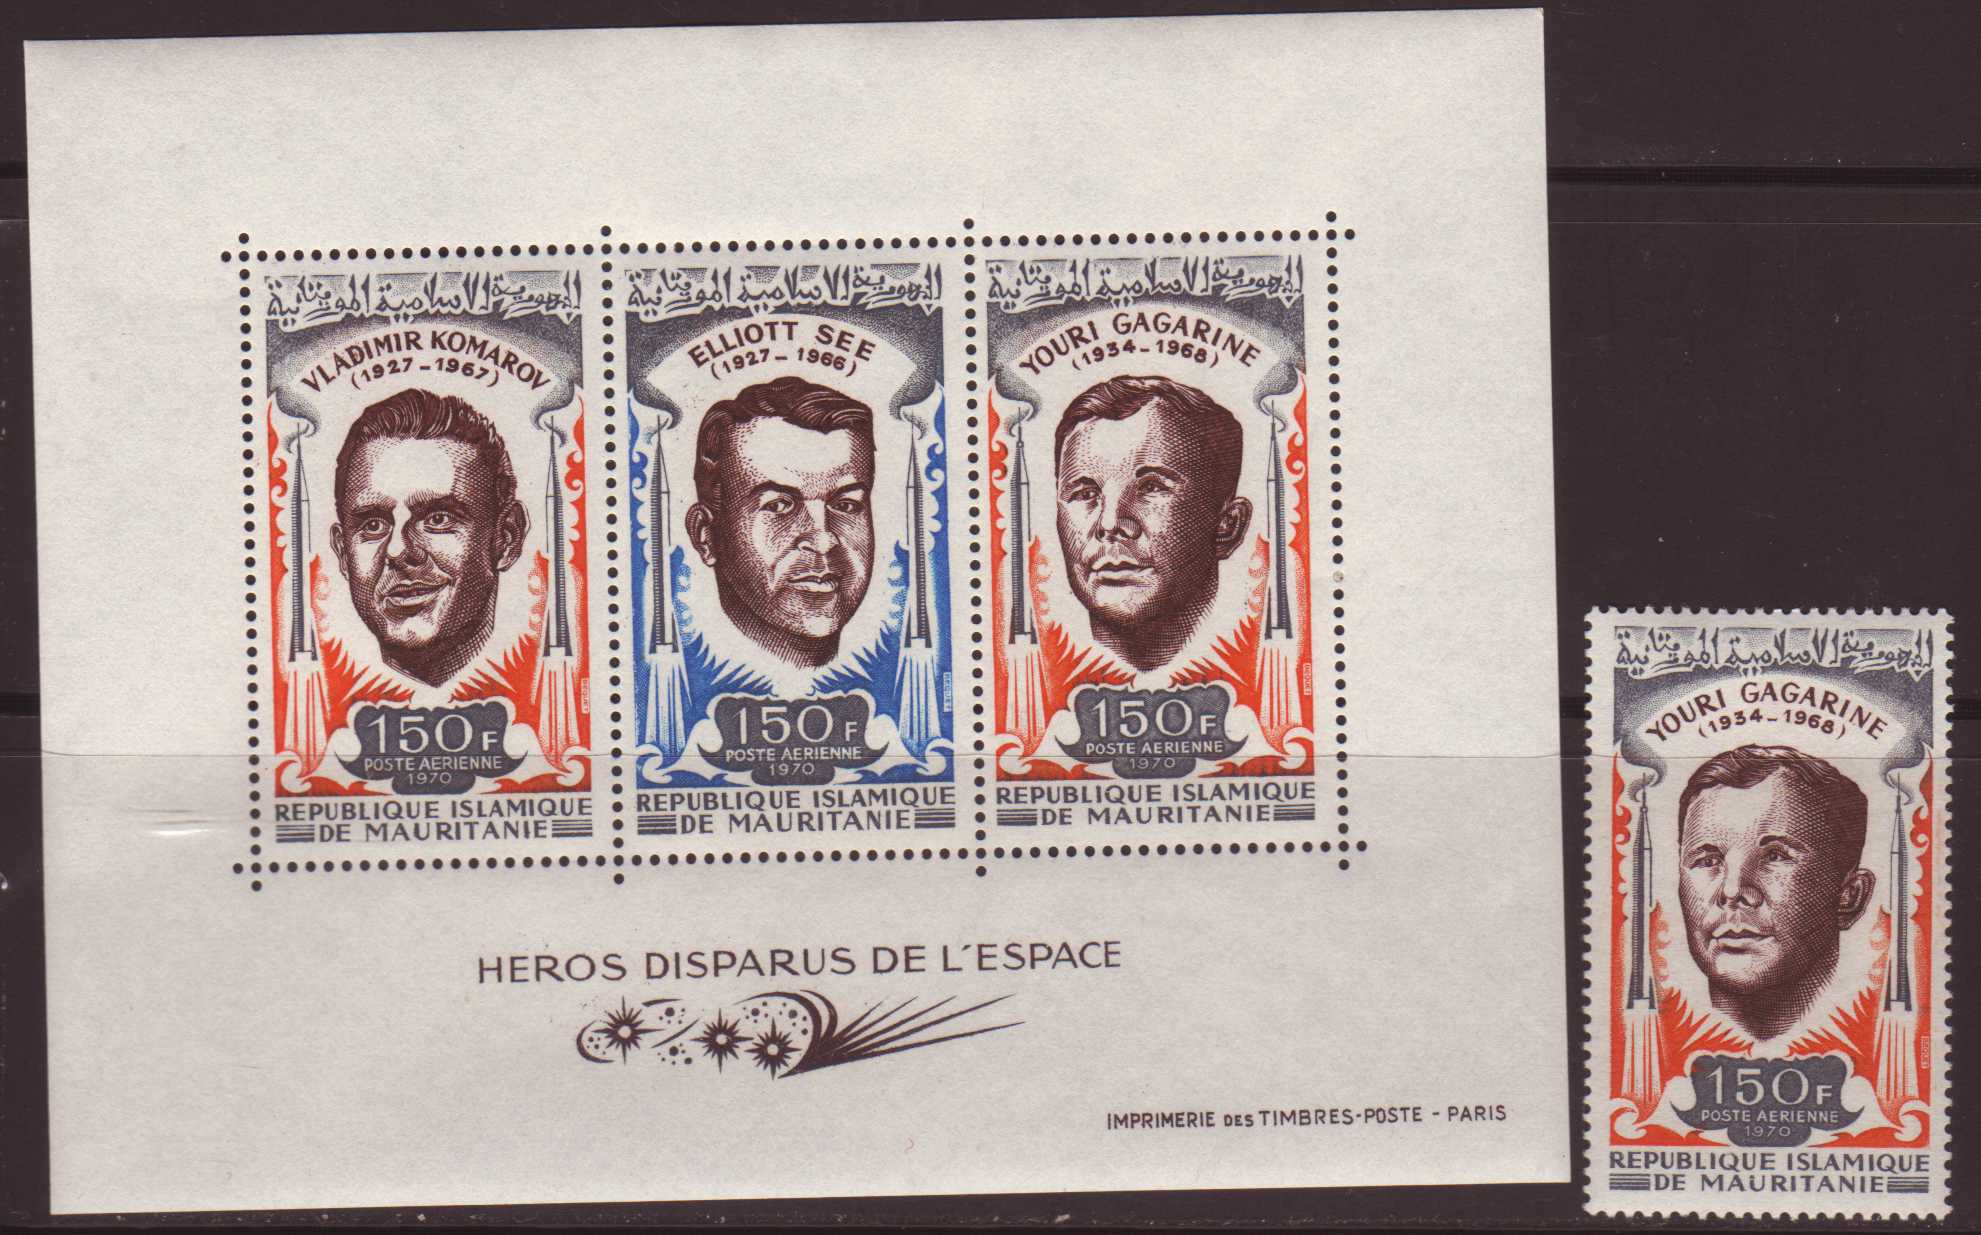 الجمهورية الاسلامية الموريتانية
VLADIMIR KOMAROV
(1927-1967)
150F
POSTE AERIENNE
1970
REPUBLIQUE ISLAMIQUE
DE MAURITANIE
الجمهورية الاسلامية الموريتانية
ELLIOTT SEE
(1927-1966)
150F
POSTE AERIENNE
1970
REPUBLIQUE ISLAMIQUE
DE MAURITANIE
الجمهورية الاسلامية الموريتانية
YOURI GAGARINE
(1934-1968)
150F
POSTE AERIENNE
1970
REPUBLIQUE ISLAMIQUE
DE MAURITANIE
HEROS DISPARUS DE L'ESPACE
IMPRIMERIE DES TIMBRES-POSTE - PARIS
الجمهورية الاسلامية الموريتانية
YOURI GAGARINE
(1934-1968)
150F
POSTE AERIENNE
1970
REPUBLIQUE ISLAMIQUE
DE MAURITANIE